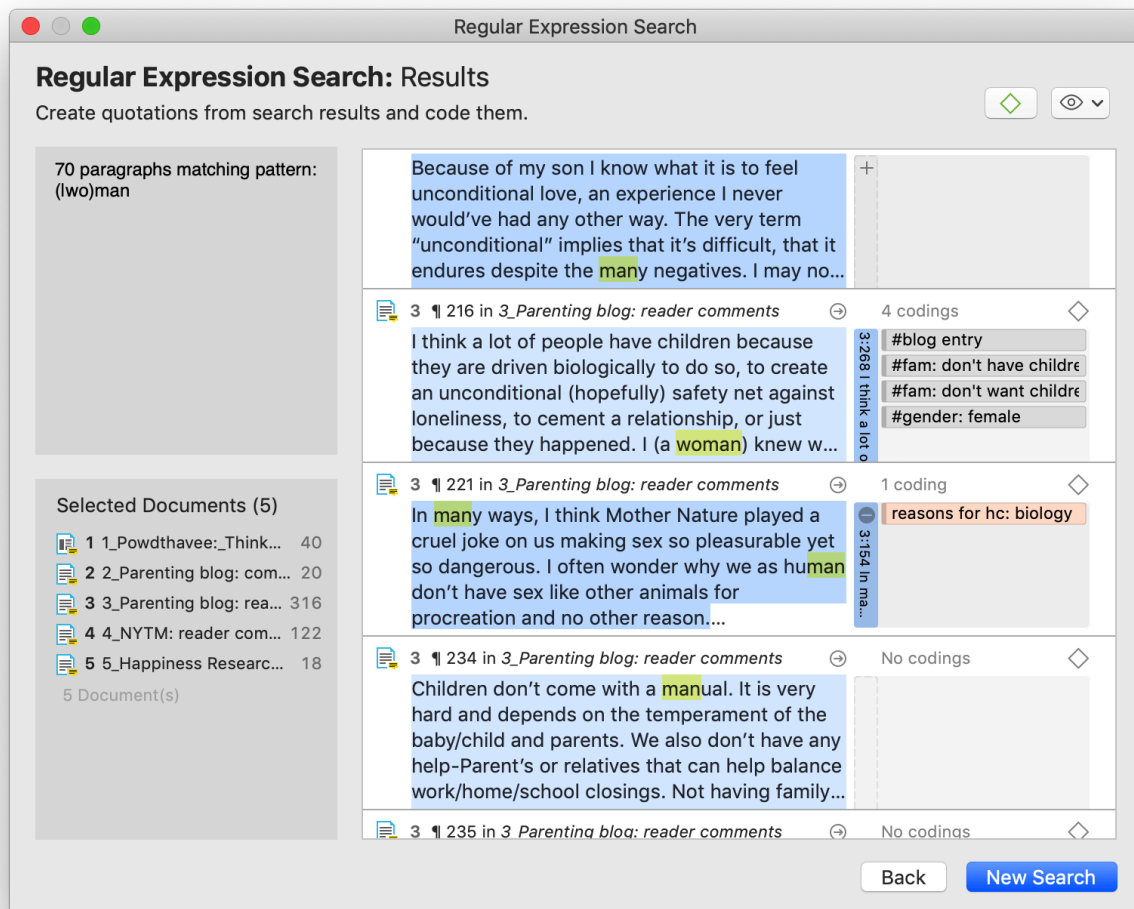 Regular Expression Search
Regular Expression Search: Results
Create quotations from search results and code them.
70 paragraphs matching pattern:
(|wo)man
Selected Documents (5)
1 1_Powdthavee:_Think... 40
2 2_Parenting blog: com... 20
3 3_Parenting blog: rea... 316
4 4_NYTM: reader com... 122
5 5_Happiness Researc... 18
5 Document(s)
Because of my son I know what it is to feel
unconditional love, an experience I never
would’ve had any other way. The very term
“unconditional” implies that it’s difficult, that it
endures despite the many negatives. I may no...
+
3 ¶ 216 in 3_Parenting blog: reader comments
4 codings
I think a lot of people have children because
they are driven biologically to do so, to create
an unconditional (hopefully) safety net against
loneliness, to cement a relationship, or just
because they happened. I (a woman) knew w...
3:268 I think a lot o
#blog entry
#fam: don't have childre
#fam: don't want childre
#gender: female
3 ¶ 221 in 3_Parenting blog: reader comments
1 coding
In many ways, I think Mother Nature played a
cruel joke on us making sex so pleasurable yet
so dangerous. I often wonder why we as human
don’t have sex like other animals for
procreation and no other reason....
3:154 In ma...
reasons for hc: biology
3 ¶ 234 in 3_Parenting blog: reader comments
No codings
Children don’t come with a manual. It is very
hard and depends on the temperament of the
baby/child and parents. We also don’t have any
help-Parent’s or relatives that can help balance
work/home/school closings. Not having family...
3 ¶ 235 in 3_Parenting blog: reader comments
No codings
Back
New Search